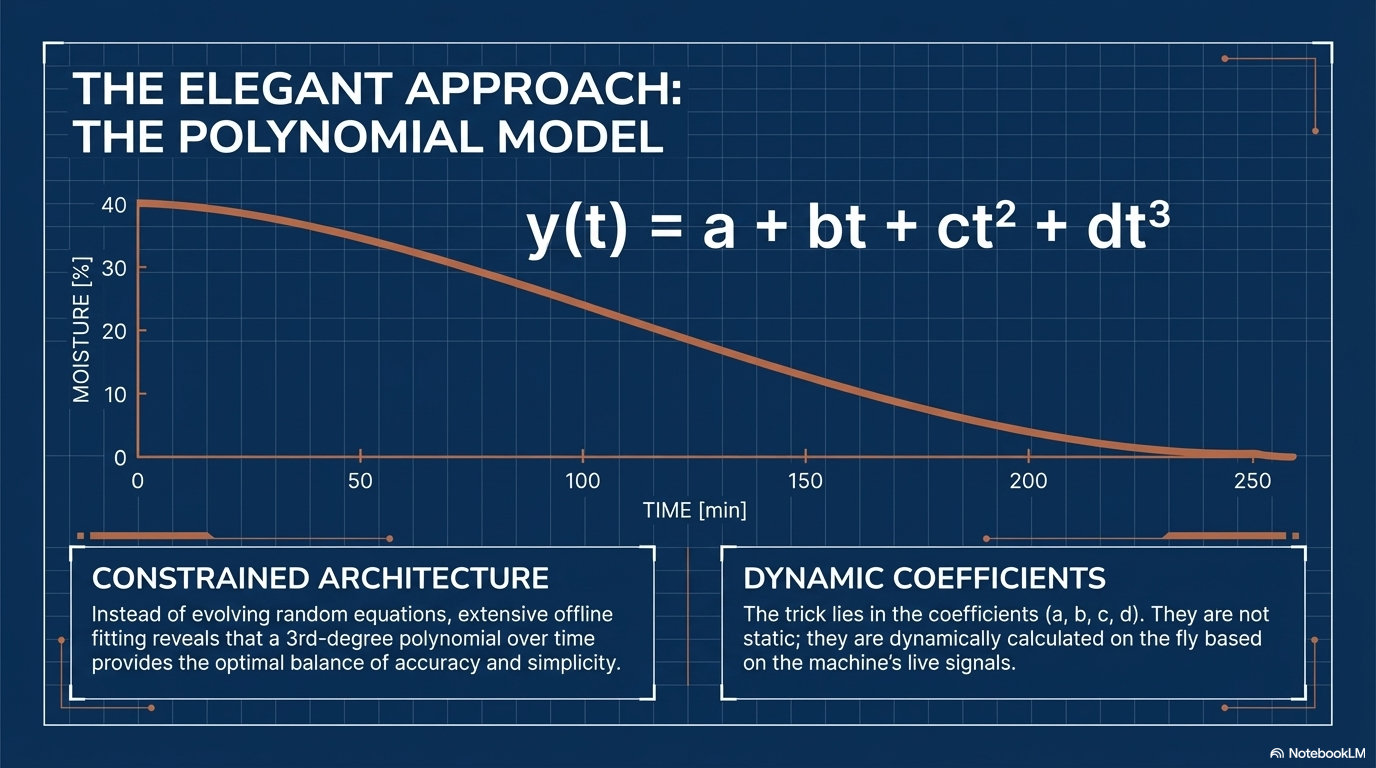 THE ELEGANT APPROACH:
THE POLYNOMIAL MODEL
y(t) = a + bt + ct² + dt³
MOISTURE [%]
40
30
20
10
0
0
50
100
150
200
250
TIME [min]
CONSTRAINED ARCHITECTURE
Instead of evolving random equations, extensive offline
fitting reveals that a 3rd-degree polynomial over time
provides the optimal balance of accuracy and simplicity.
DYNAMIC COEFFICIENTS
The trick lies in the coefficients (a, b, c, d). They are not
static; they are dynamically calculated on the fly based
on the machine's live signals.
NotebookLM